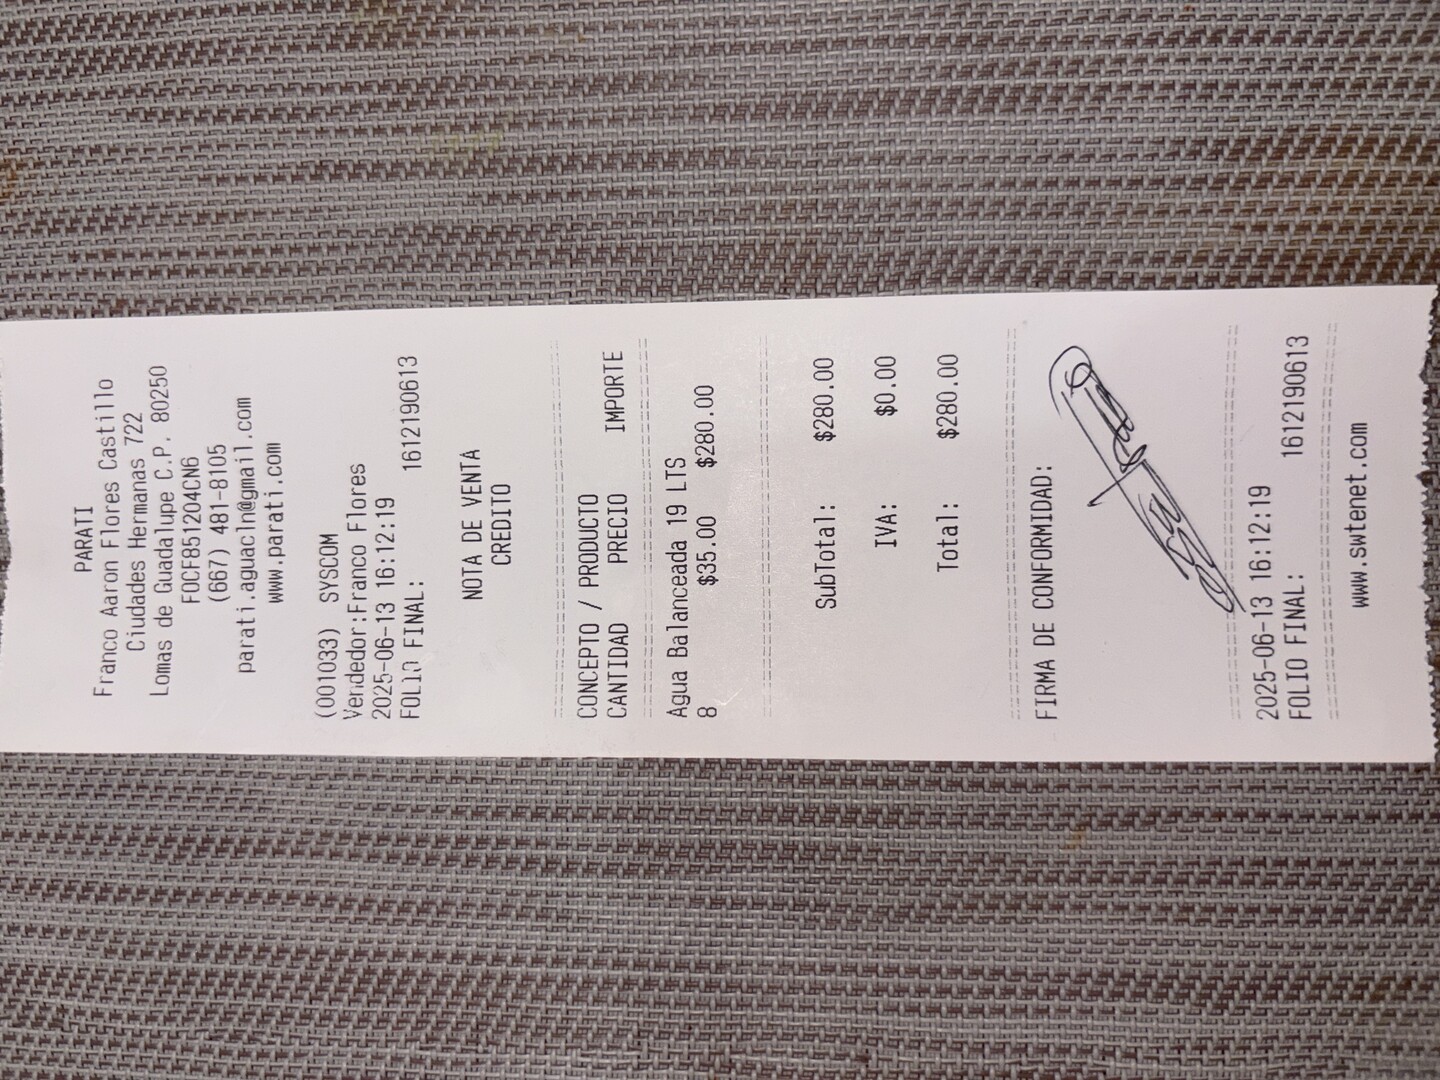 PARATI
Franco Aaron Flores Castillo
Ciudades Hermanas 722
Lomas de Guadalupe C.P. 80250
FOCF851204CN6
(667) 481-8105
parati.aguacln@gmail.com
www.parati.com
(001033) SYSCOM
Vendedor:Franco Flores
2025-06-13 16:12:19
FOLIO FINAL: 1612190613
NOTA DE VENTA
CREDITO
CONCEPTO / PRODUCTO
CANTIDAD PRECIO IMPORTE
Agua Balanceada 19 LTS
8 $35.00 $280.00
SubTotal: $280.00
IVA: $0.00
Total: $280.00
FIRMA DE CONFORMIDAD:
2025-06-13 16:12:19
FOLIO FINAL: 1612190613
www.swtenet.com